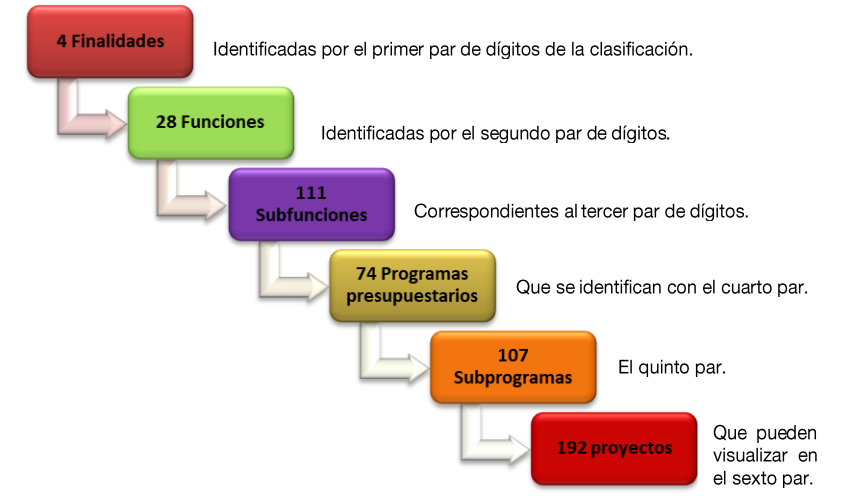 4 Finalidades
Identificadas por el primer par de dígitos de la clasificación.
28 Funciones
Identificadas por el segundo par de dígitos.
111
Subfunciones
Correspondientes al tercer par de dígitos.
74 Programas
presupuestarios
Que se identifican con el cuarto par.
107
Subprogramas
El quinto par.
192 proyectos
Que pueden
visualizar en
el sexto par.